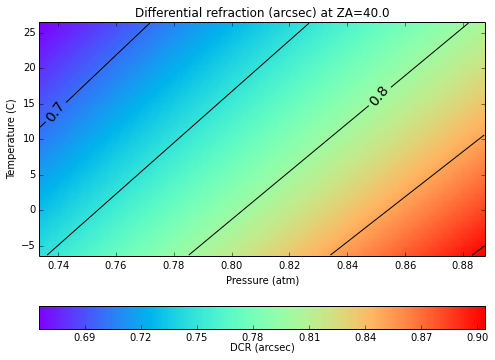 Differential refraction (arcsec) at ZA=40.0
25
20
15
10
5
0
−5
Temperature (C)
0.7
0.8
0.74 0.76 0.78 0.80 0.82 0.84 0.86 0.88
Pressure (atm)
0.69 0.72 0.75 0.78 0.81 0.84 0.87 0.90
DCR (arcsec)